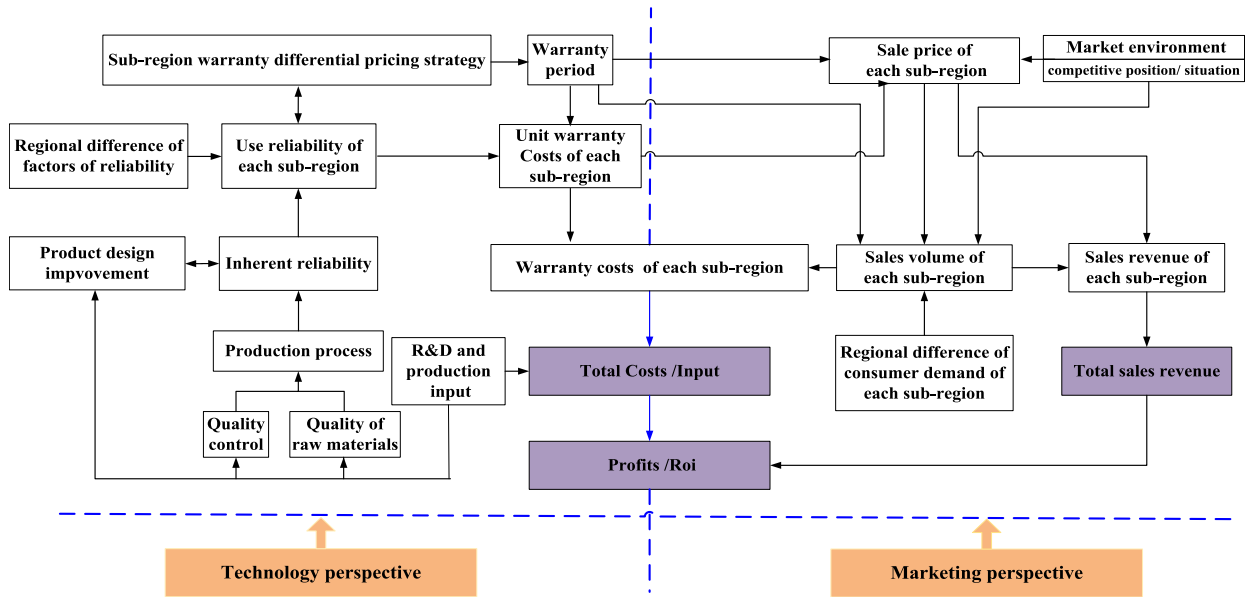 Sub-region warranty differential pricing strategy
Warranty
period
Sale price of
each sub-region
Market environment
competitive position/ situation
Regional difference of
factors of reliability
Use reliability of
each sub-region
Unit warranty
Costs of each
sub-region
Product design
impvovement
Inherent reliability
Warranty costs of each sub-region
Sales volume of
each sub-region
Sales revenue of
each sub-region
Production process
R&D and
production
input
Total Costs /Input
Regional difference of
consumer demand of
each sub-region
Total sales revenue
Quality
control
Quality of
raw materials
Profits /Roi
Technology perspective
Marketing perspective